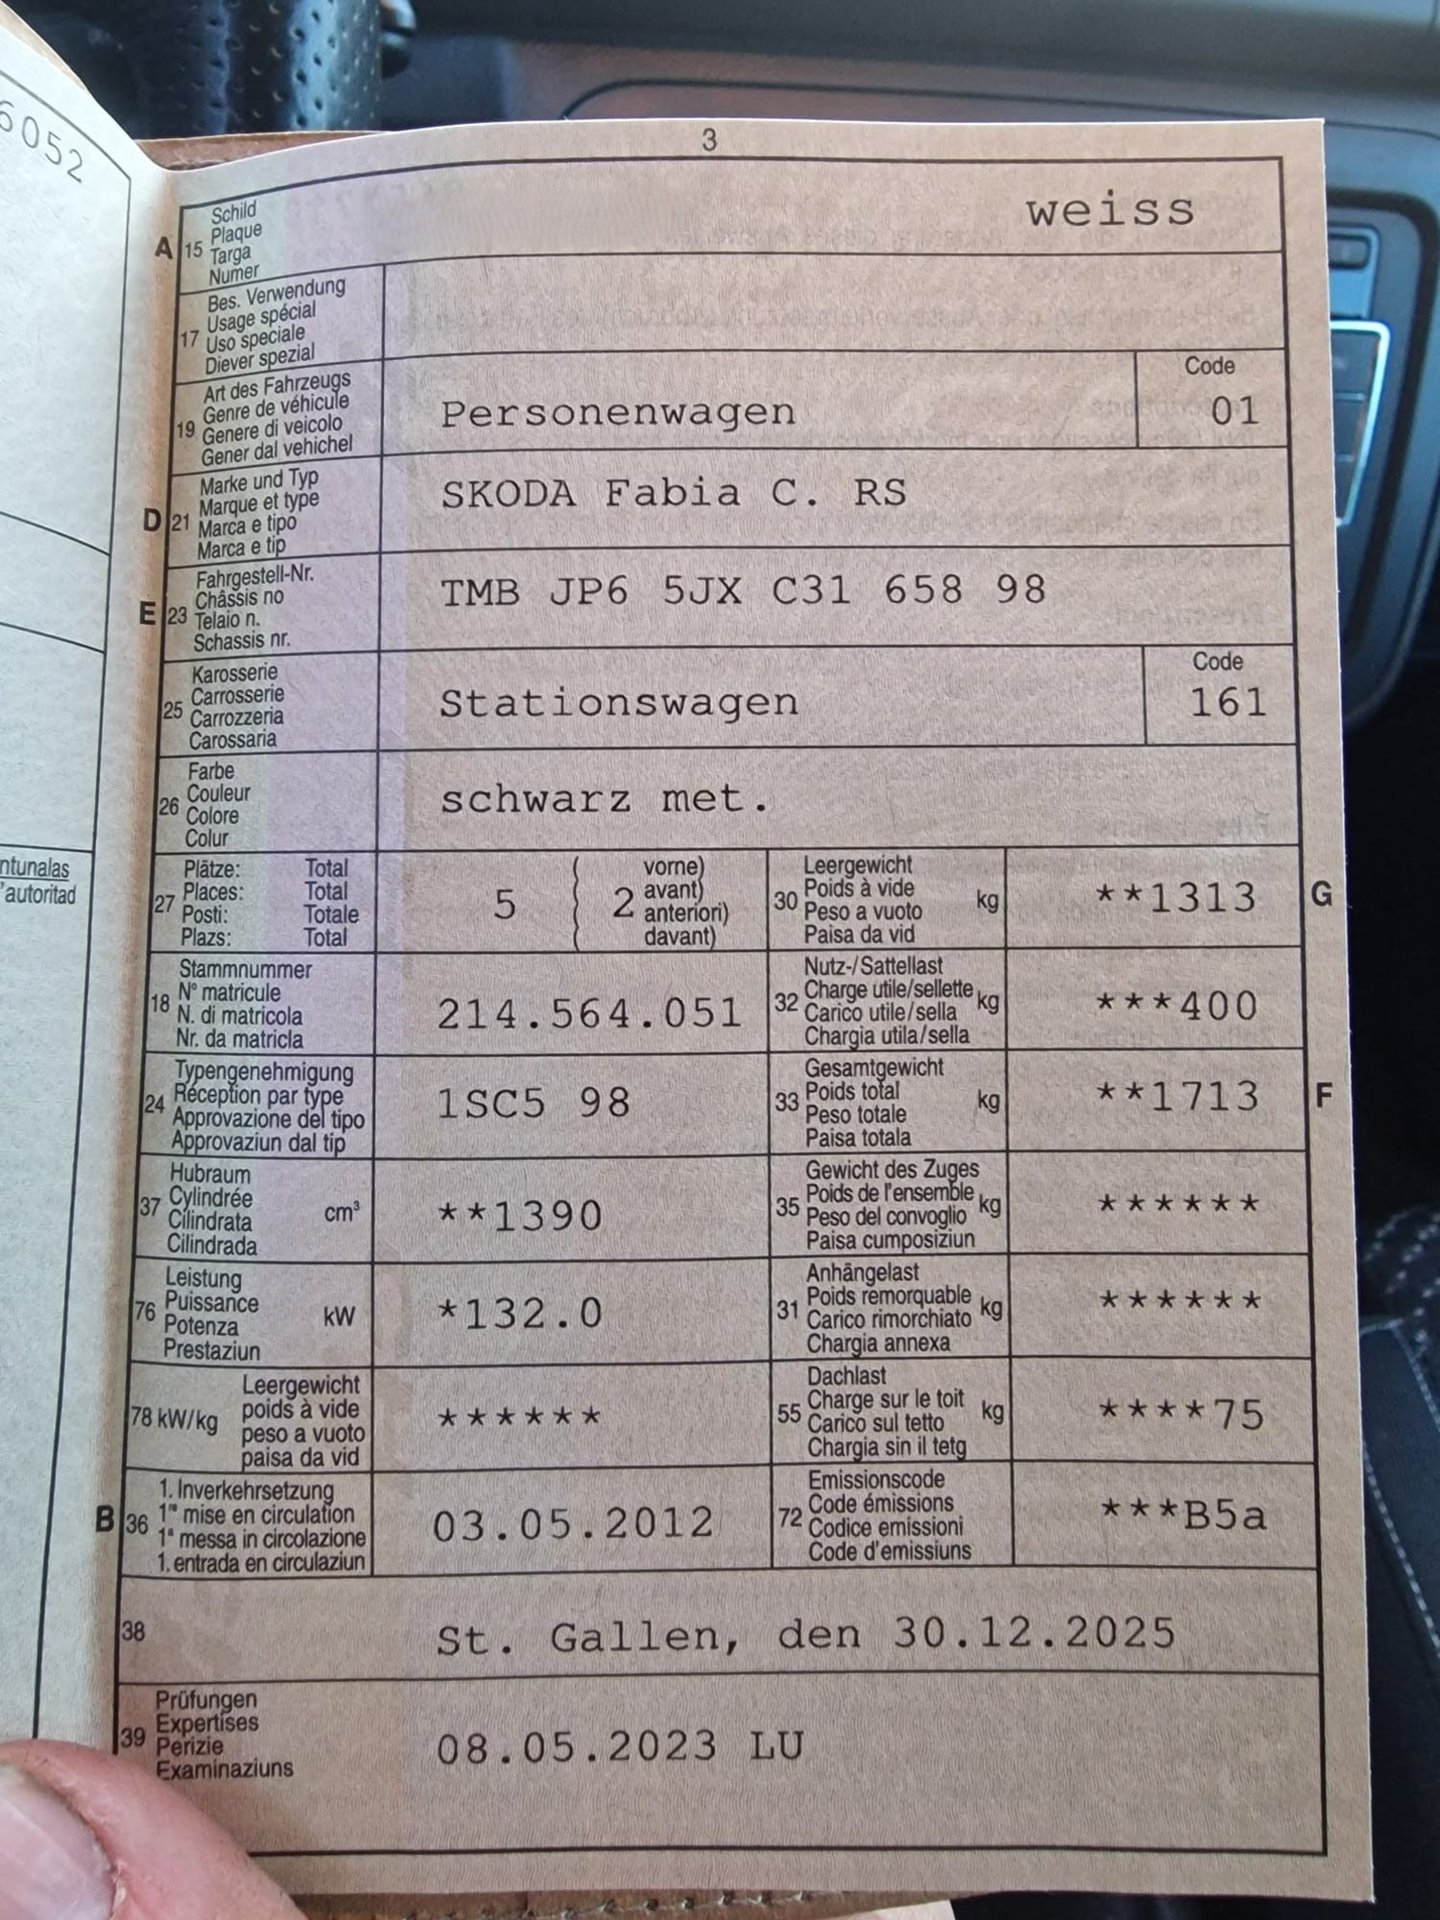 6052
ntunalas
'autoritad
3
A 15 Schild
Plaque
Targa
Numer
weiss
17 Bes. Verwendung
Usage spécial
Uso speciale
Diever spezial
19 Art des Fahrzeugs
Genre de véhicule
Genere di veicolo
Gener dal vehichel
Personenwagen
Code
01
D 21 Marke und Typ
Marque et type
Marca e tipo
Marca e tip
SKODA Fabia C. RS
E 23 Fahrgestell-Nr.
Châssis no
Telaio n.
Schassis nr.
TMB JP6 5JX C31 658 98
25 Karosserie
Carrosserie
Carrozzeria
Carossaria
Stationswagen
Code
161
26 Farbe
Couleur
Colore
Colur
schwarz met.
27 Plätze: Total
Places: Total
Posti: Totale
Plazs: Total
5 ( 2 vorne)
avant)
anteriori)
davant)
30 Leergewicht
Poids à vide kg
Peso a vuoto
Paisa da vid
**1313 G
18 Stammnummer
N° matricule
N. di matricola
Nr. da matricla
214.564.051
32 Nutz-/Sattellast
Charge utile/sellette kg
Carico utile/sella
Chargia utila/sella
***400
24 Typengenehmigung
Réception par type
Approvazione del tipo
Approvaziun dal tip
1SC5 98
33 Gesamtgewicht
Poids total kg
Peso totale
Paisa totala
**1713 F
37 Hubraum
Cylindrée
Cilindrata cm³
Cilindrada
**1390
35 Gewicht des Zuges
Poids de l'ensemble kg
Peso del convoglio
Paisa cumposiziun
******
76 Leistung
Puissance
Potenza kW
Prestaziun
*132.0
31 Anhängelast
Poids remorquable kg
Carico rimorchiato
Chargia annexa
******
78 kW/kg Leergewicht
poids à vide
peso a vuoto
paisa da vid
******
55 Dachlast
Charge sur le toit kg
Carico sul tetto
Chargia sin il tetg
****75
B 36 1. Inverkehrsetzung
1re mise en circulation
1a messa in circolazione
1. entrada en circulaziun
03.05.2012
72 Emissionscode
Code émissions
Codice emissioni
Code d'emissiuns
***B5a
38 St. Gallen, den 30.12.2025
39 Prüfungen
Expertises
Perizie
Examinaziuns
08.05.2023 LU